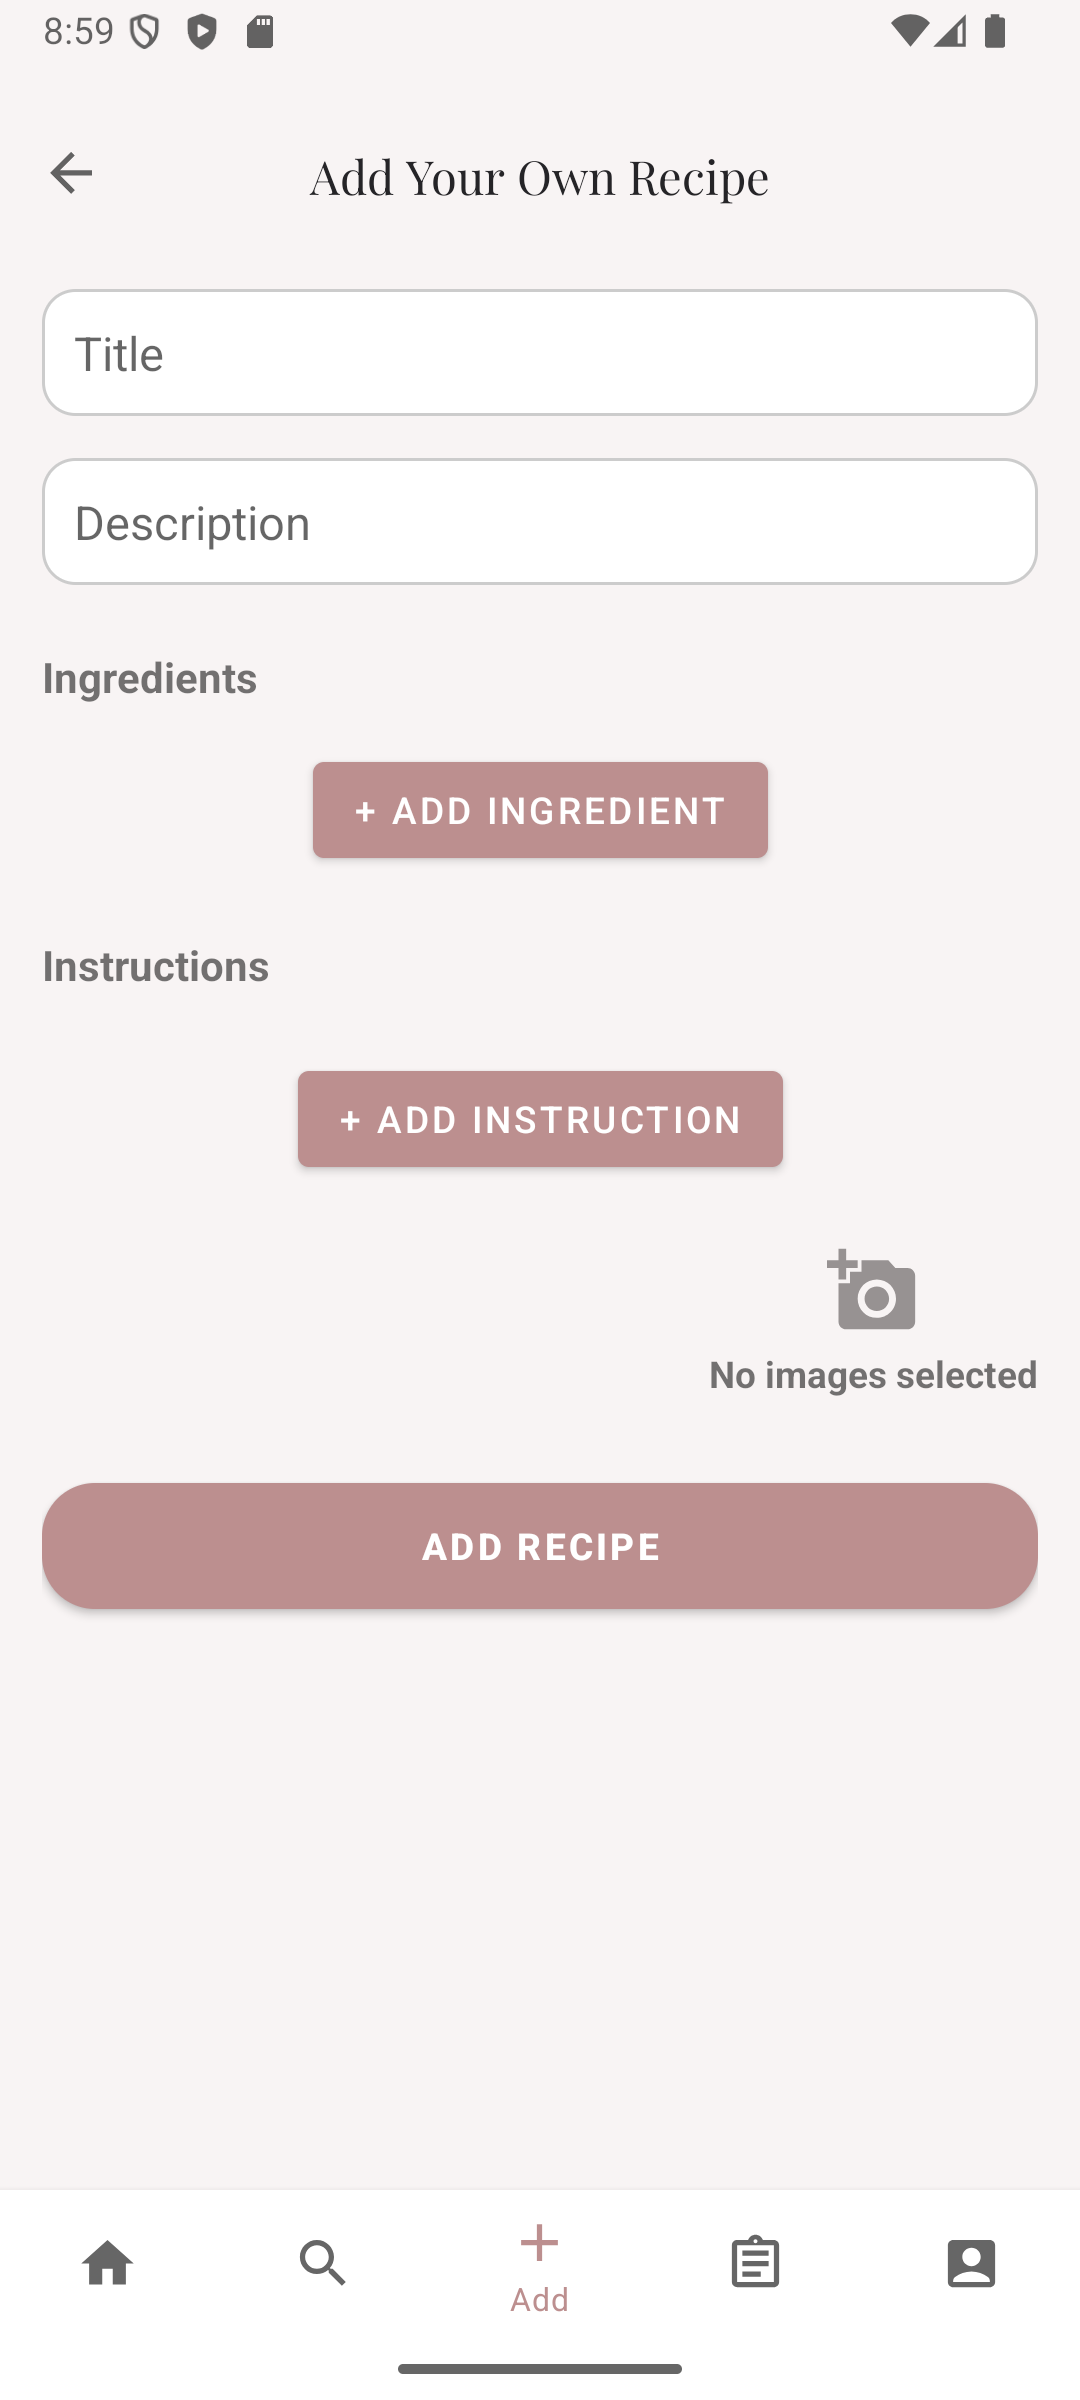 8:59
Add Your Own Recipe
Title
Description
Ingredients
+ ADD INGREDIENT
Instructions
+ ADD INSTRUCTION
No images selected
ADD RECIPE
Add